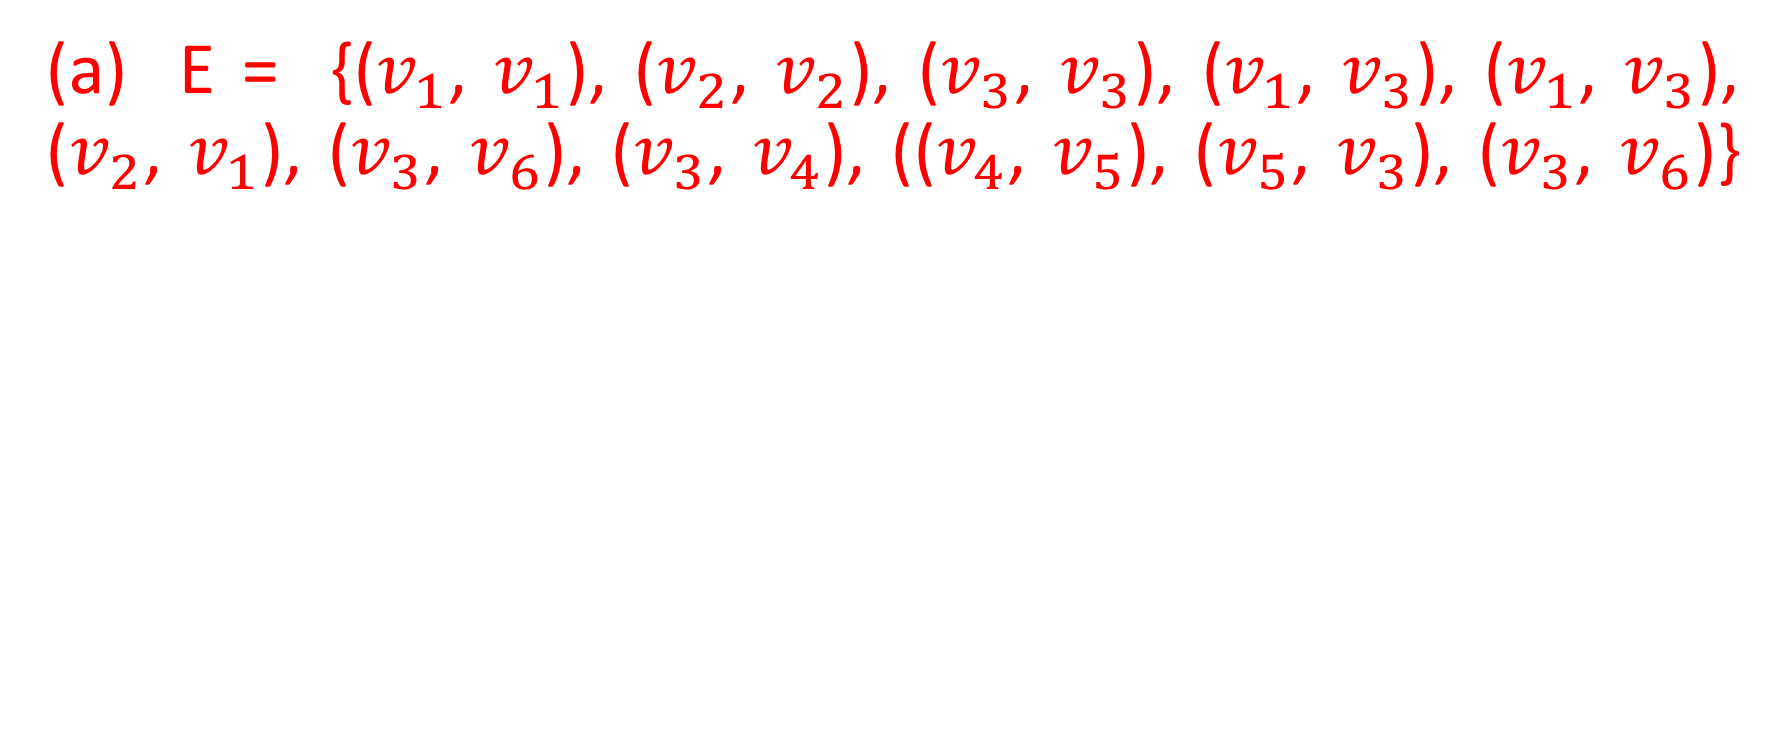 (a) E = {(𝑣₁, 𝑣₁), (𝑣₂, 𝑣₂), (𝑣₃, 𝑣₃), (𝑣₁, 𝑣₃), (𝑣₁, 𝑣₃),
(𝑣₂, 𝑣₁), (𝑣₃, 𝑣₆), (𝑣₃, 𝑣₄), ((𝑣₄, 𝑣₅), (𝑣₅, 𝑣₃), (𝑣₃, 𝑣₆)}